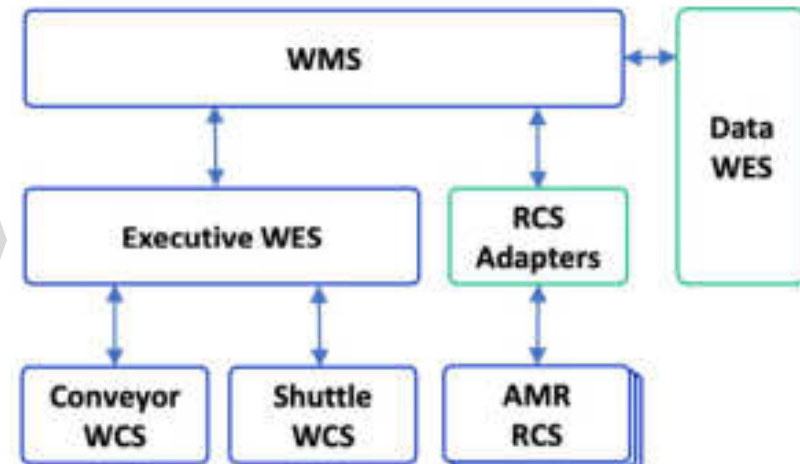 WMS
Data
WES
Executive WES
RCS
Adapters
Conveyor
WCS
Shuttle
WCS
AMR
RCS